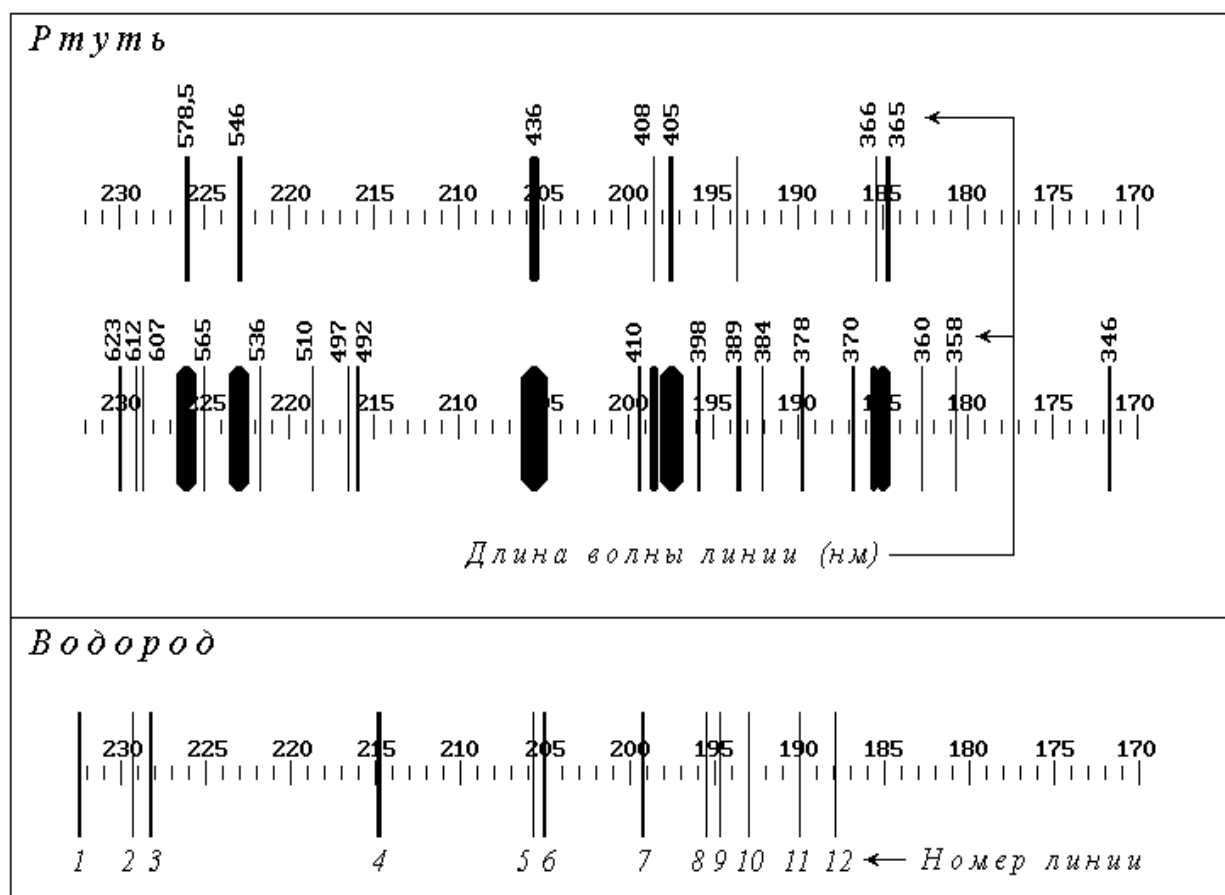 Ртуть
578,5 546 436 408 405 366 365
230 225 220 215 210 205 200 195 190 185 180 175 170
623 612 607 565 536 510 497 492 410 398 389 384 378 370 360 358 346
230 225 220 215 210 05 200 195 190 185 180 175 170
Длина волны линии (нм)
Водород
230 225 220 215 210 205 200 195 190 185 180 175 170
1 2 3 4 5 6 7 8 9 10 11 12 Номер линии